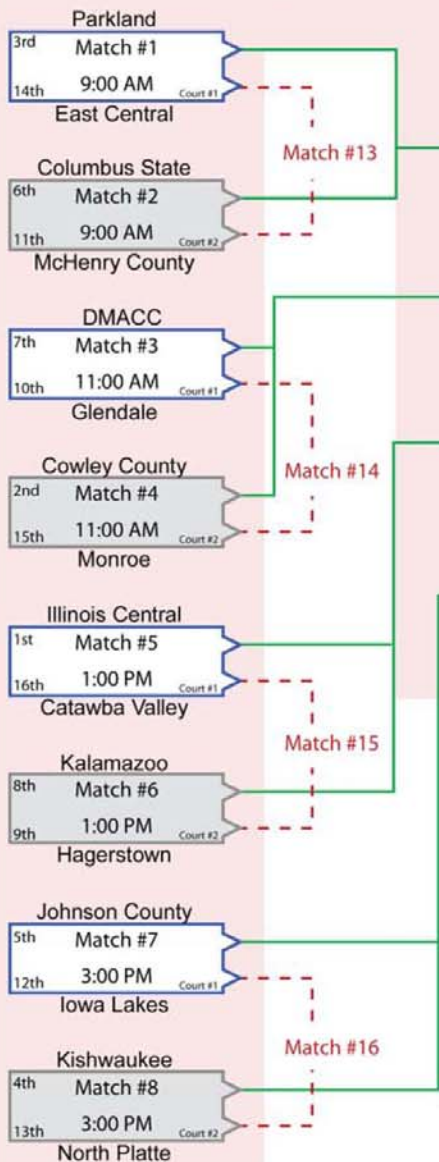 Parkland
3rd Match #1
9:00 AM
14th Court #1
East Central
Match #13
Columbus State
6th Match #2
9:00 AM
11th Court #2
McHenry County
DMACC
7th Match #3
11:00 AM
10th Court #1
Glendale
Match #14
Cowley County
2nd Match #4
11:00 AM
15th Court #2
Monroe
Illinois Central
1st Match #5
1:00 PM
16th Court #1
Catawba Valley
Match #15
Kalamazoo
8th Match #6
1:00 PM
9th Court #2
Hagerstown
Johnson County
5th Match #7
3:00 PM
12th Court #1
Iowa Lakes
Match #16
Kishwaukee
4th Match #8
3:00 PM
13th Court #2
North Platte